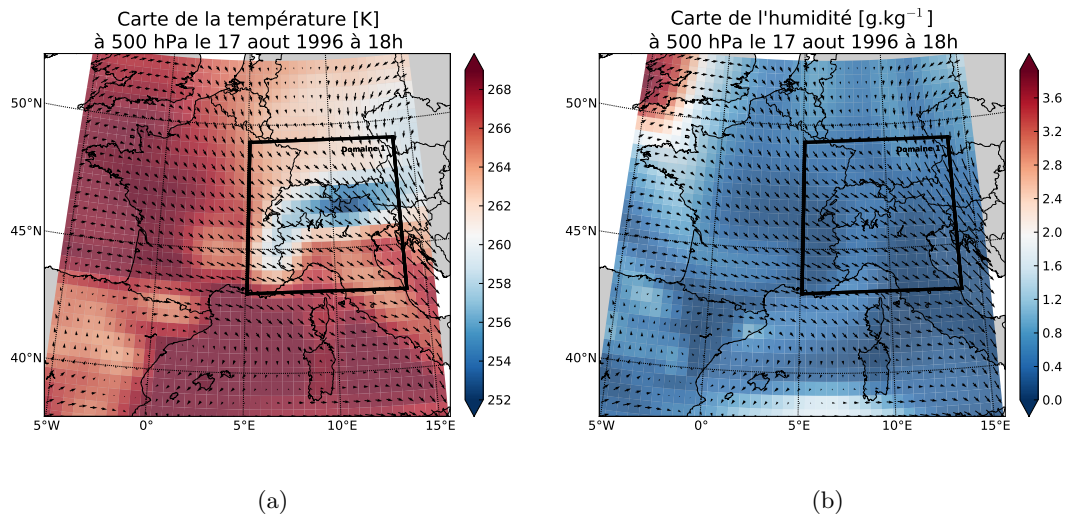 Carte de la température [K]
à 500 hPa le 17 aout 1996 à 18h
50°N
45°N
40°N
5°W
0°
5°E
10°E
15°E
Domaine 1
268
266
264
262
260
258
256
254
252
(a)
Carte de l'humidité [g.kg⁻¹]
à 500 hPa le 17 aout 1996 à 18h
50°N
45°N
40°N
5°W
0°
5°E
10°E
15°E
Domaine 1
3.6
3.2
2.8
2.4
2.0
1.6
1.2
0.8
0.4
0.0
(b)